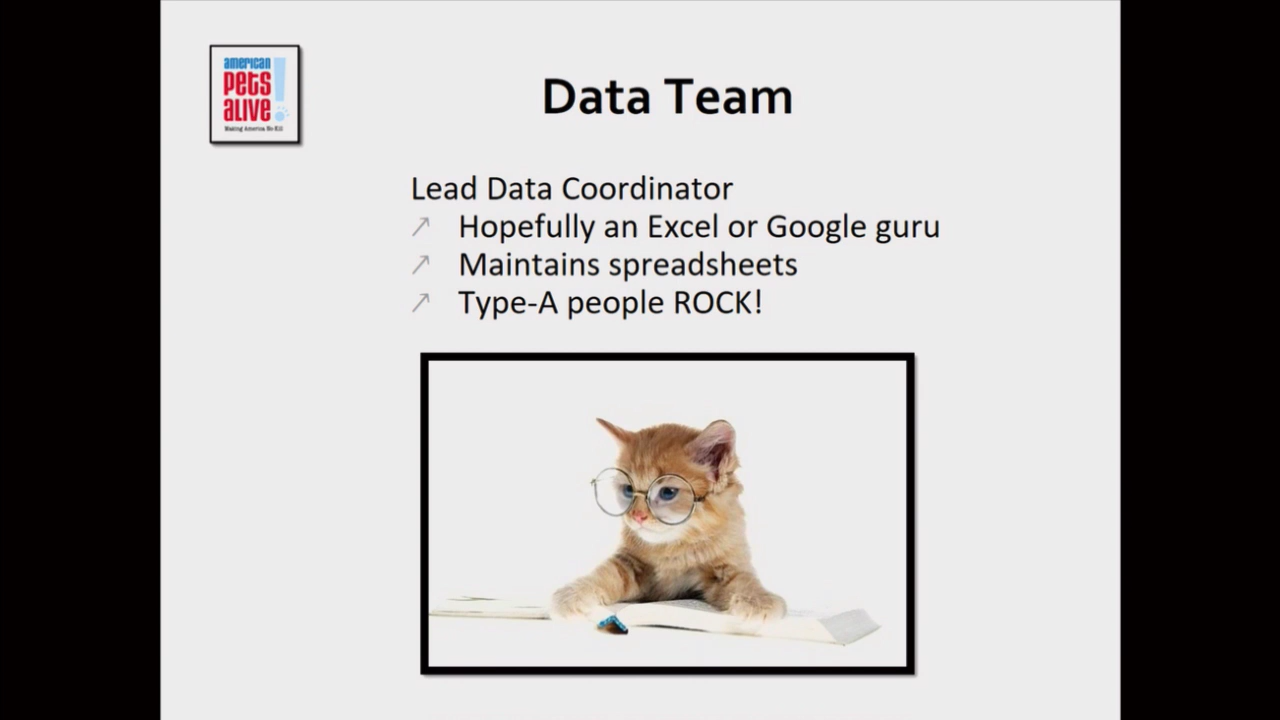 american
PETS
ALIVE!
Making America No Kill
Data Team
Lead Data Coordinator
Hopefully an Excel or Google guru
Maintains spreadsheets
Type-A people ROCK!